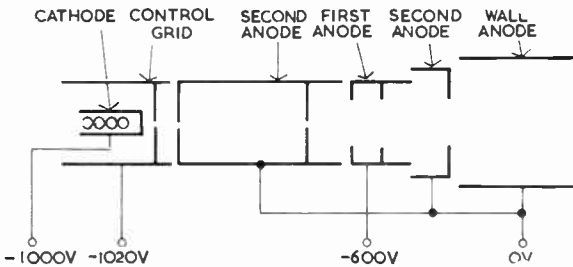 CATHODE CONTROL SECOND FIRST SECOND WALL
GRID ANODE ANODE ANODE ANODE
-1000V -1020V -600V 0V